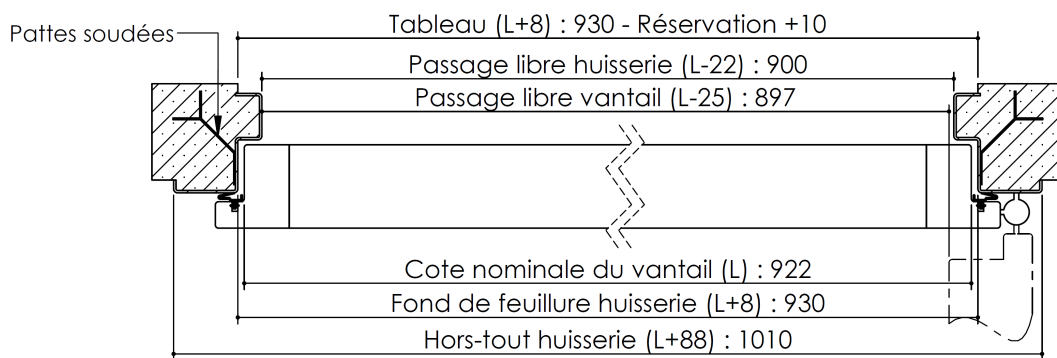 Tableau (L+8) : 930 - Réservation +10
Pattes soudées
Passage libre huisserie (L-22) : 900
Passage libre vantail (L-25) : 897
Cote nominale du vantail (L) : 922
Fond de feuillure huisserie (L+8) : 930
Hors-tout huisserie (L+88) : 1010